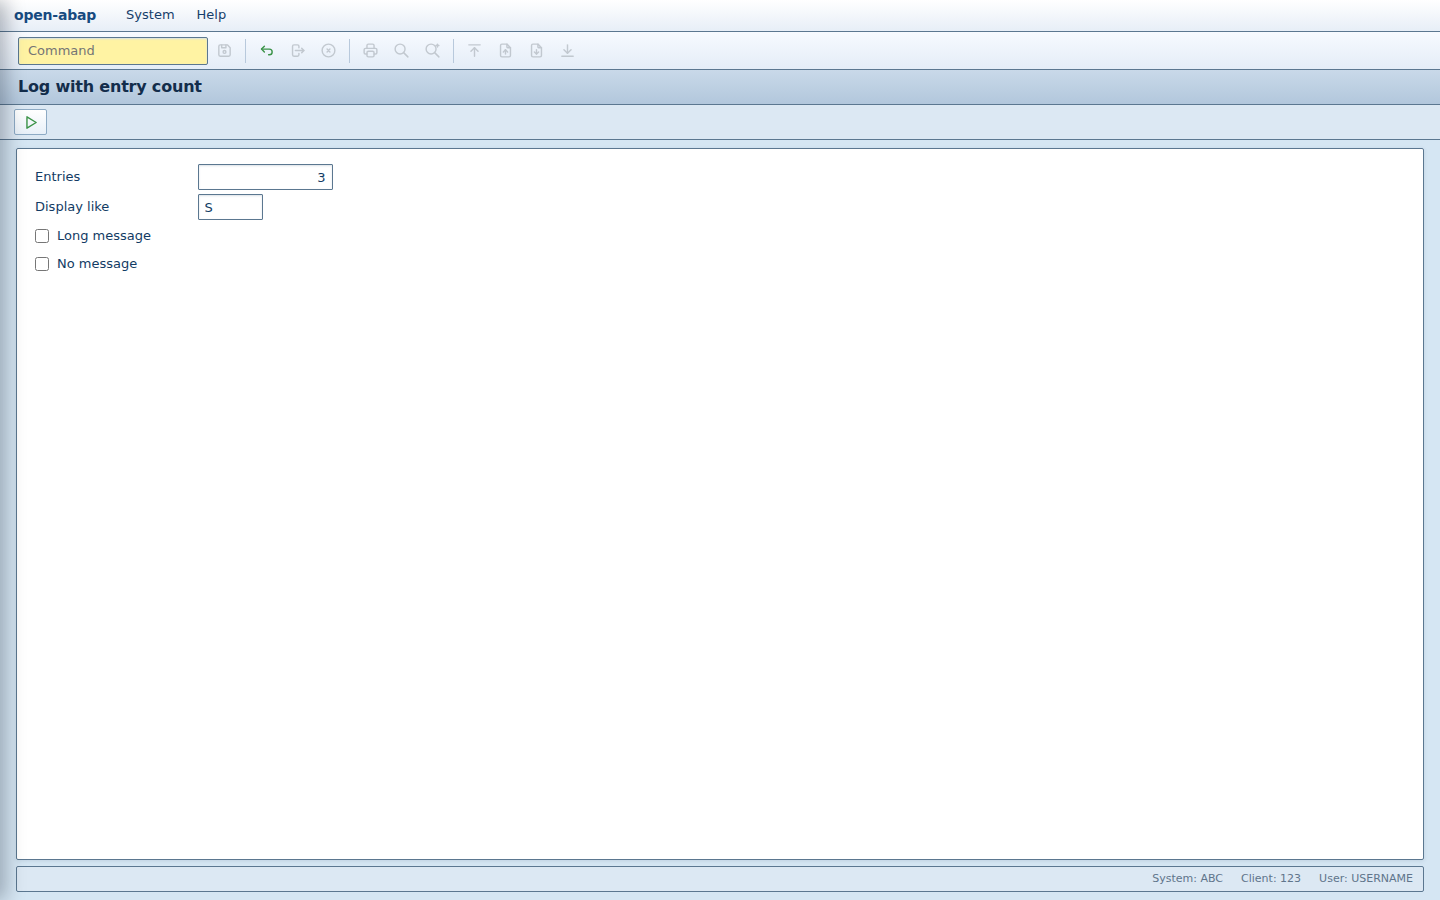 open-abap System Help
Command
Log with entry count
Entries 3
Display like S
Long message
No message
System: ABC Client: 123 User: USERNAME